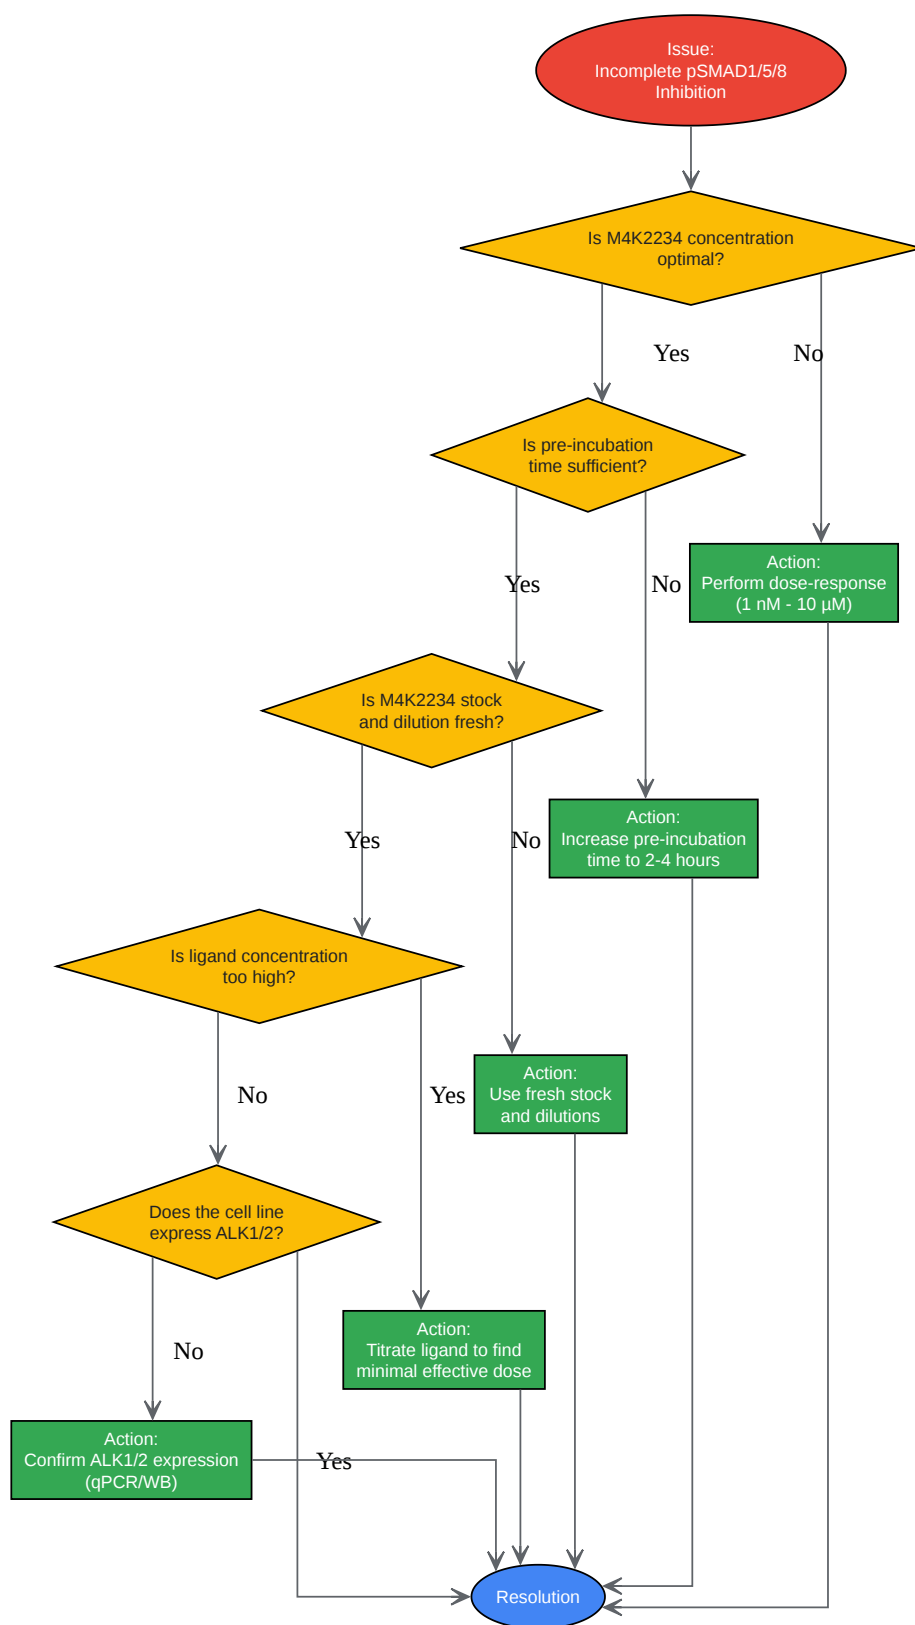 Issue:
Incomplete pSMAD1/5/8
Inhibition
Is M4K2234 concentration
optimal?
Yes
No
Is pre-incubation
time sufficient?
Action:
Perform dose-response
(1 nM - 10 µM)
Yes
No
Is M4K2234 stock
and dilution fresh?
Action:
Increase pre-incubation
time to 2-4 hours
Yes
No
Is ligand concentration
too high?
Action:
Use fresh stock
and dilutions
No
Yes
Does the cell line
express ALK1/2?
Action:
Titrate ligand to find
minimal effective dose
No
Action:
Confirm ALK1/2 expression
(qPCR/WB)
Yes
Resolution